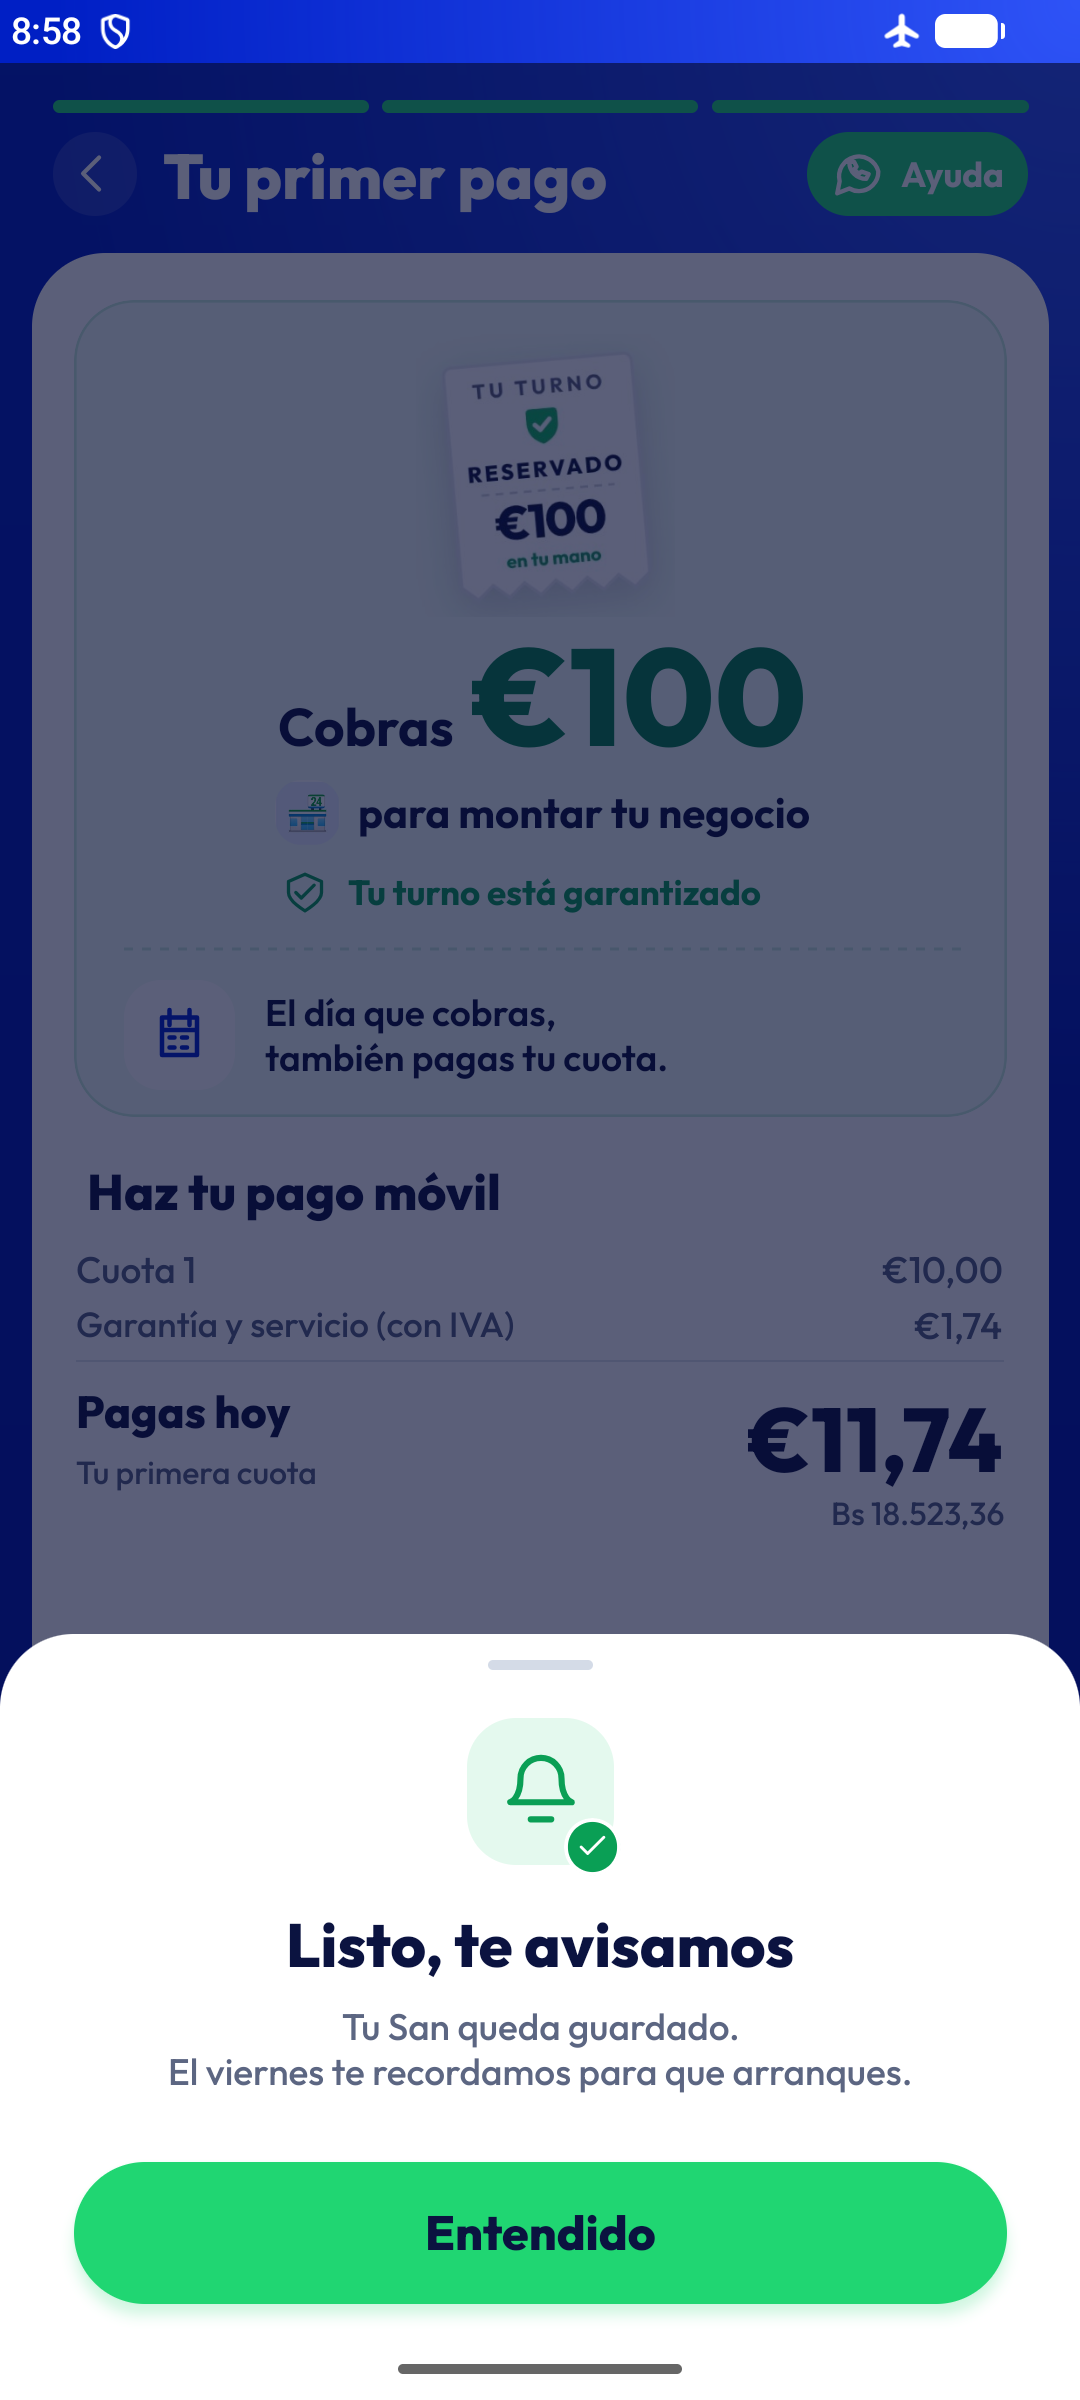 8:58
Tu primer pago
Ayuda
TU TURNO
RESERVADO
€100
en tu mano
Cobras €100
24
para montar tu negocio
Tu turno está garantizado
El día que cobras,
también pagas tu cuota.
Haz tu pago móvil
Cuota 1 €10,00
Garantía y servicio (con IVA) €1,74
Pagas hoy €11,74
Tu primera cuota
Bs 18.523,36
Listo, te avisamos
Tu San queda guardado.
El viernes te recordamos para que arranques.
Entendido